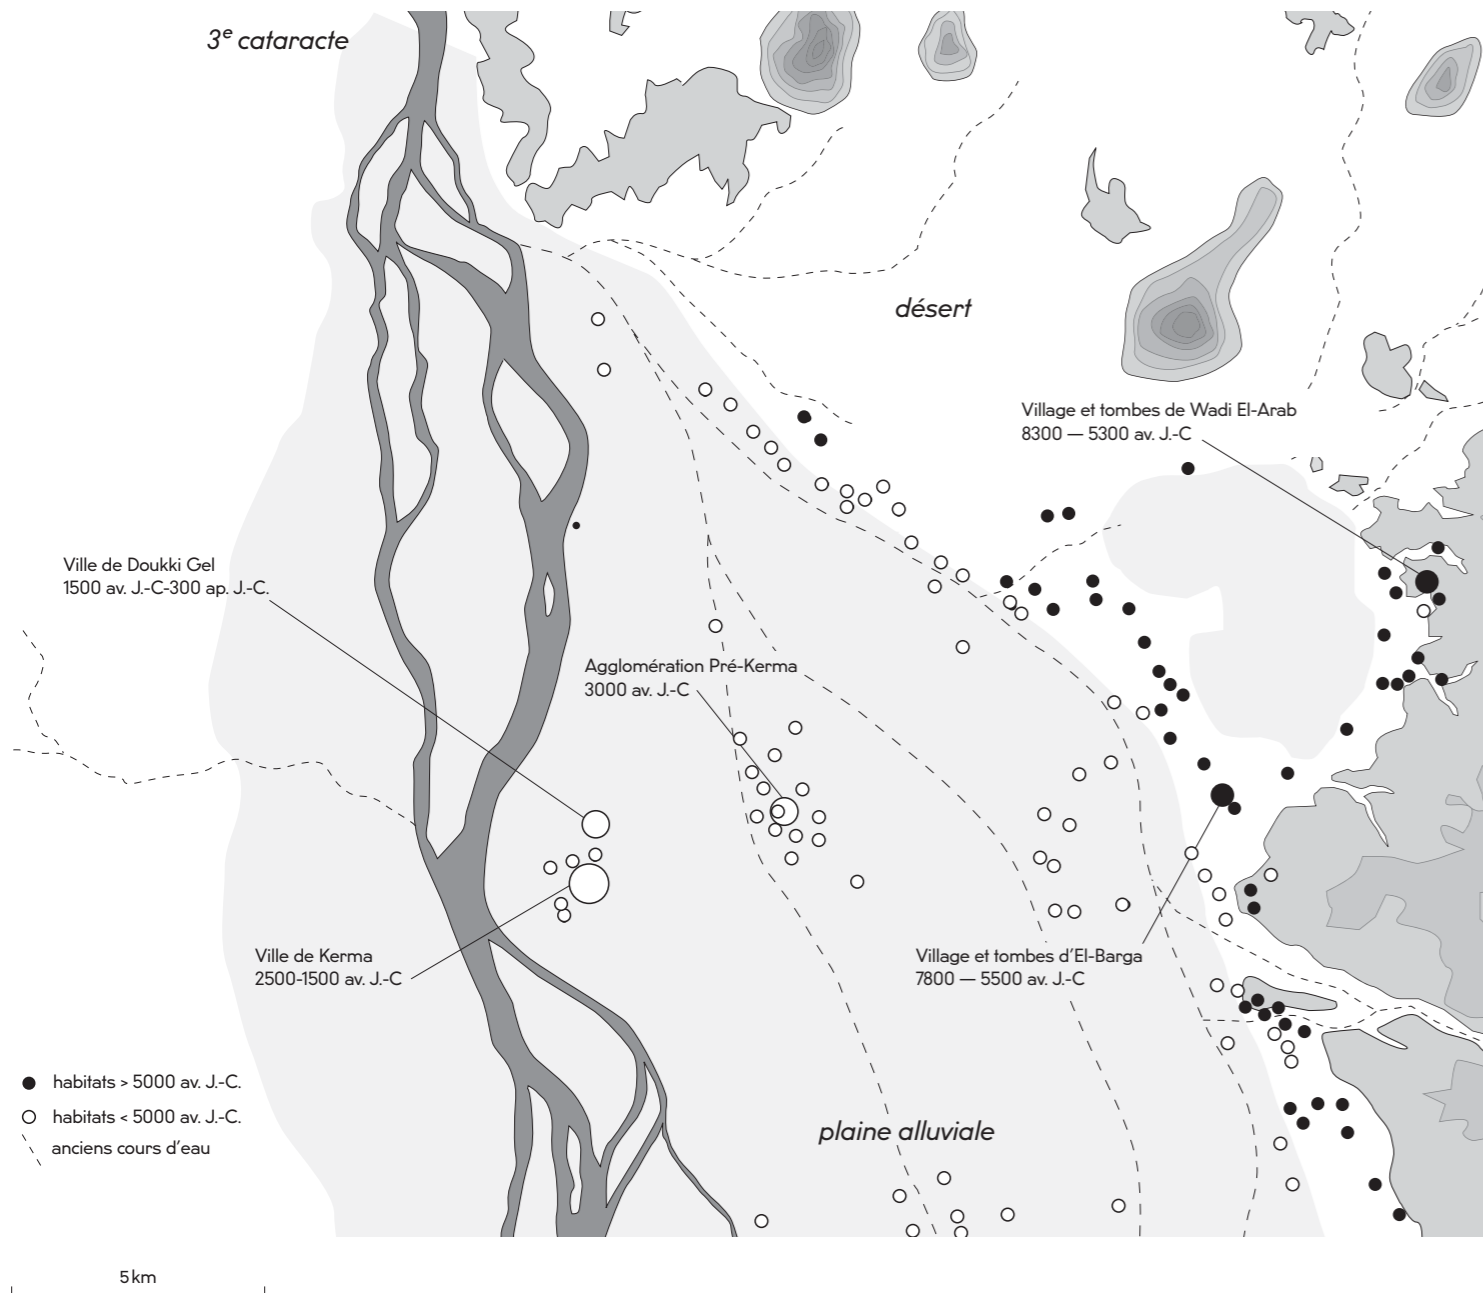 3e cataracte
désert
Village et tombes de Wadi El-Arab
8300 — 5300 av. J.-C
Ville de Doukki Gel
1500 av. J.-C-300 ap. J.-C.
Agglomération Pré-Kerma
3000 av. J.-C
Ville de Kerma
2500-1500 av. J.-C
Village et tombes d'El-Barga
7800 — 5500 av. J.-C
habitats > 5000 av. J.-C.
habitats < 5000 av. J.-C.
anciens cours d'eau
plaine alluviale
5 km